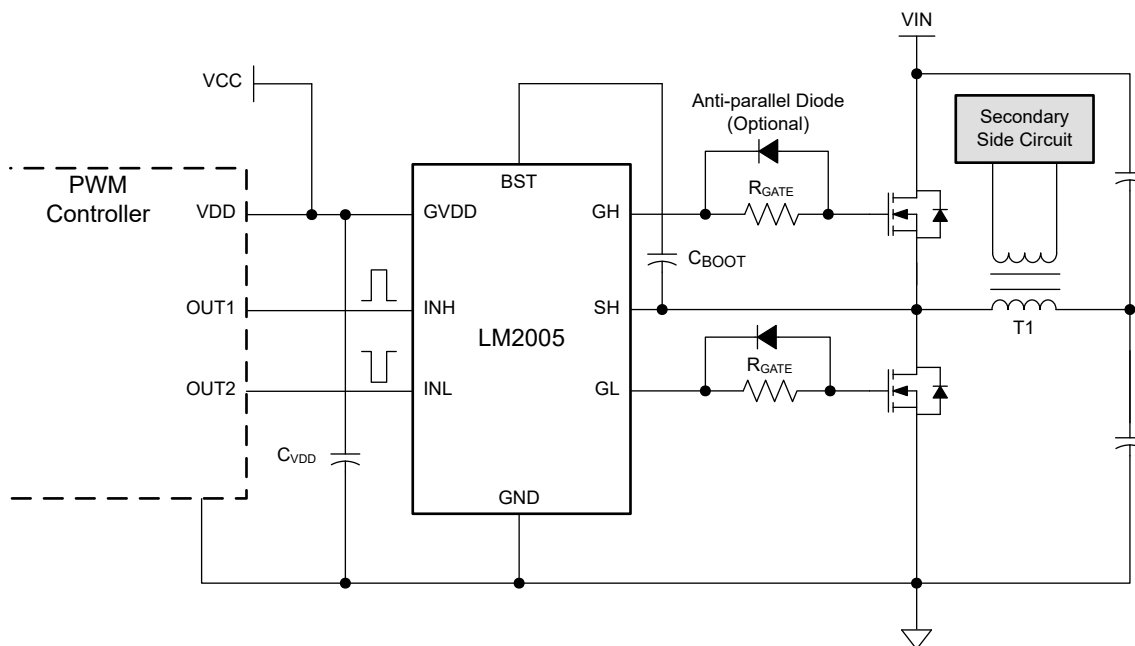 VIN
VCC
Anti-parallel Diode
(Optional)
Secondary
Side Circuit
PWM
Controller
VDD
BST
GVDD
GH
RGATE
CBOOT
OUT1
INH
SH
LM2005
T1
RGATE
OUT2
INL
GL
CVDD
GND